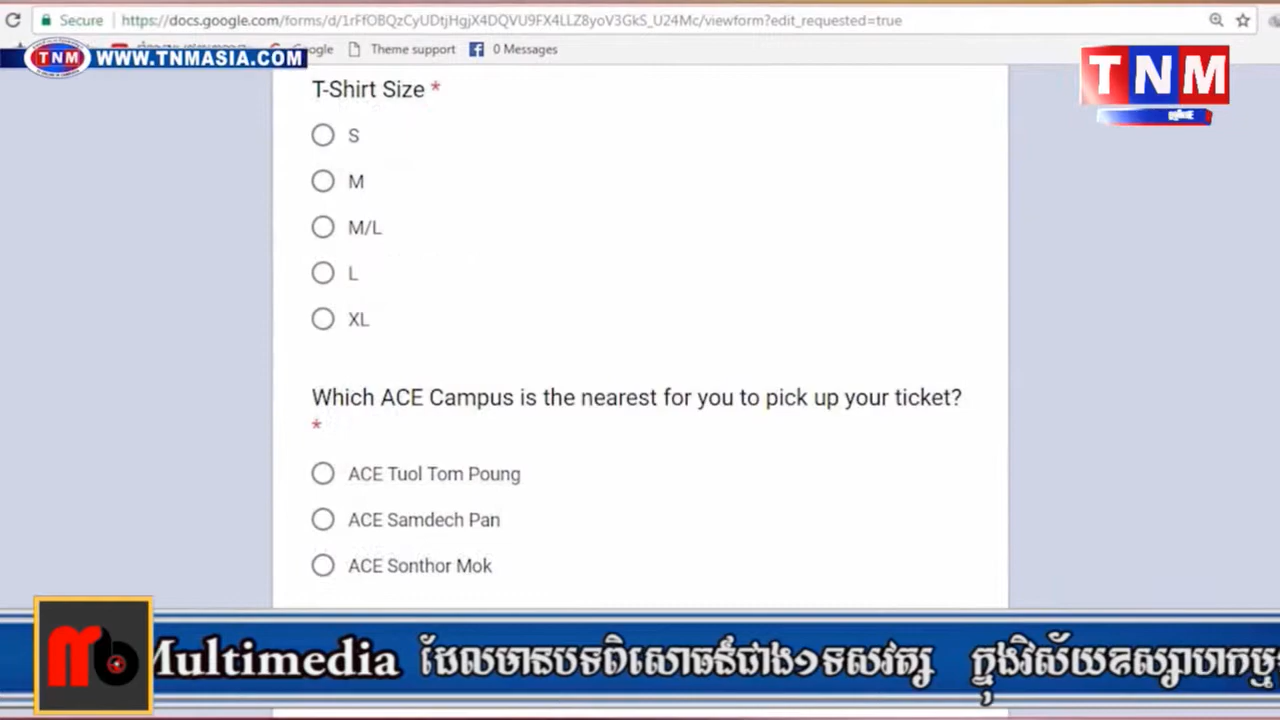 Secure https://docs.google.com/forms/d/1rFfOBQzCyUDtjHgjX4DQVU9FX4LLZ8yoV3GkS_U24Mc/viewform?edit_requested=true
Theme support 0 Messages
TNM WWW.TNMASIA.COM
TNM
T-Shirt Size *
S
M
M/L
L
XL
Which ACE Campus is the nearest for you to pick up your ticket?
*
ACE Tuol Tom Poung
ACE Samdech Pan
ACE Sonthor Mok
Multimedia ដែលមានបទពិសោធន៍ជាង១ទសវត្ស ក្នុងវិស័យឧស្សាហកម្ម